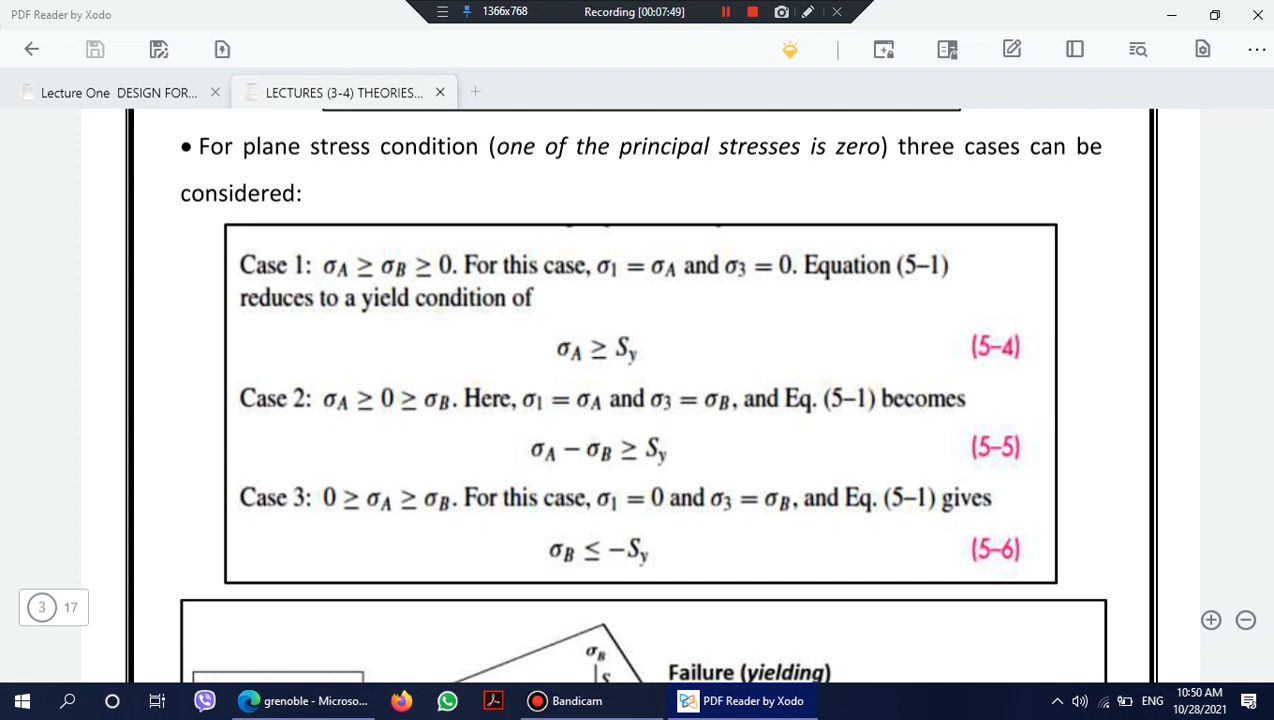 PDF Reader by Xodo
1366x768
Recording [00:07:49]
Lecture One DESIGN FOR...
LECTURES (3-4) THEORIES...
• For plane stress condition (one of the principal stresses is zero) three cases can be
considered:
Case 1: σA ≥ σB ≥ 0. For this case, σ1 = σA and σ3 = 0. Equation (5–1)
reduces to a yield condition of
σA ≥ Sy (5–4)
Case 2: σA ≥ 0 ≥ σB. Here, σ1 = σA and σ3 = σB, and Eq. (5–1) becomes
σA − σB ≥ Sy (5–5)
Case 3: 0 ≥ σA ≥ σB. For this case, σ1 = 0 and σ3 = σB, and Eq. (5–1) gives
σB ≤ −Sy (5–6)
3 17
σB
Failure (yielding)
grenoble - Microso...
Bandicam
PDF Reader by Xodo
ENG
10:50 AM
10/28/2021